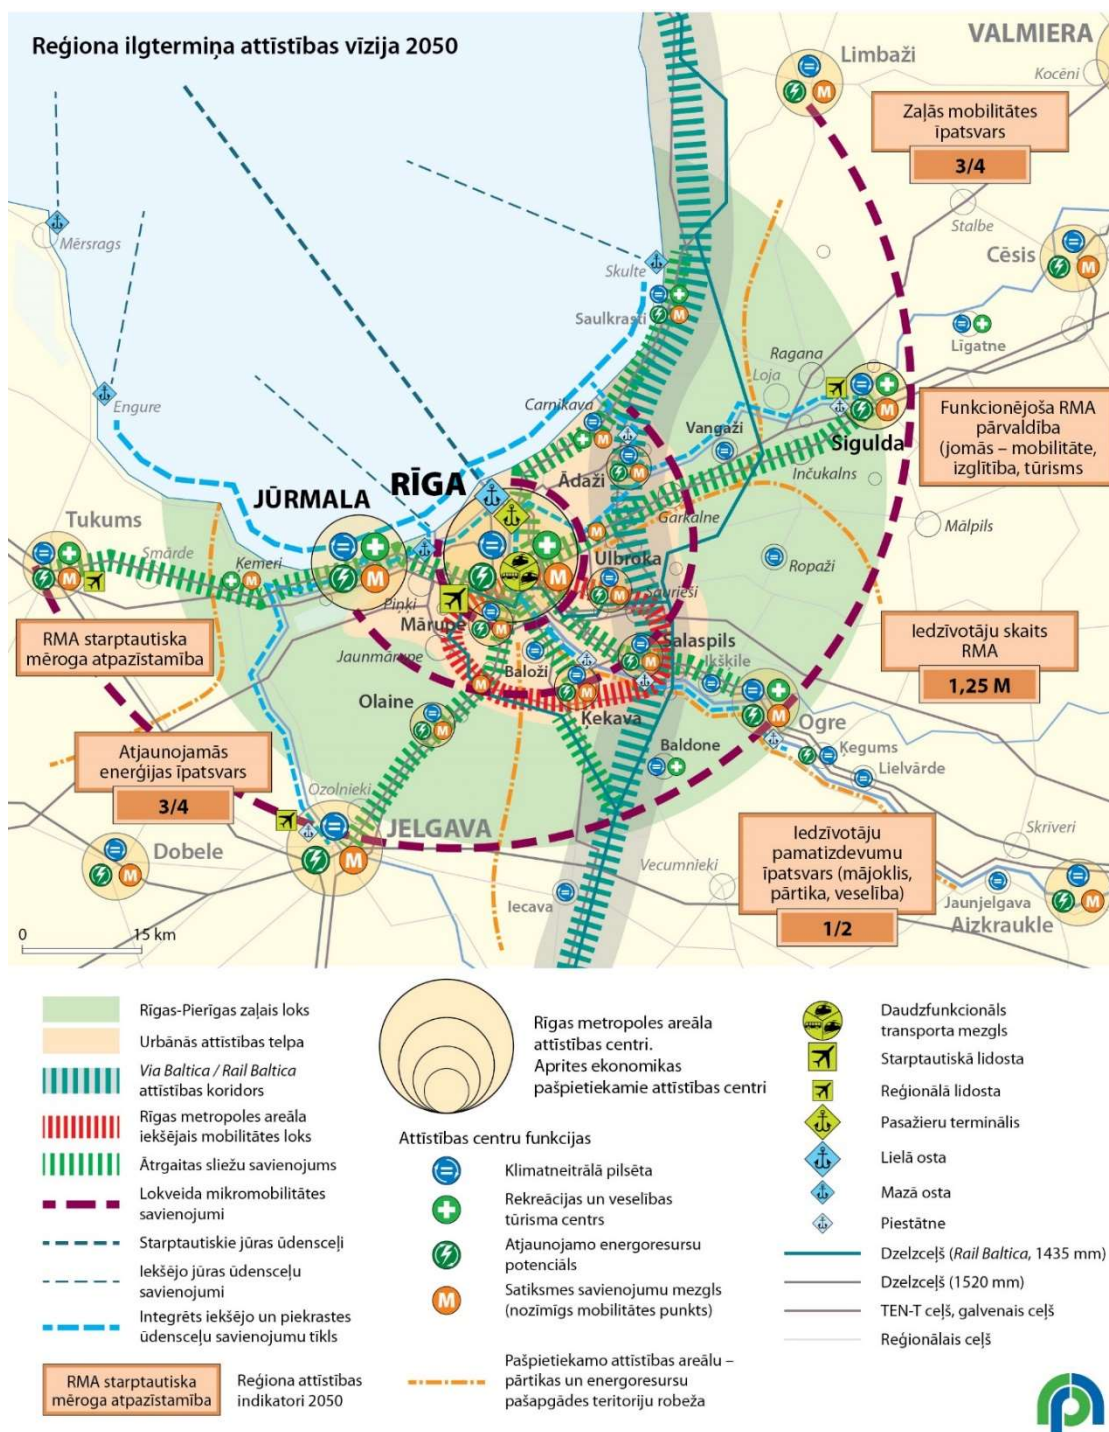 Reģiona ilgtermiņa attīstības vīzija 2050
VALMIERA
Limbaži
Kocēni
Zaļās mobilitātes
īpatsvars
3/4
Mērsrags
Stalbe
Cēsis
Skulte
Saulkrasti
Līgatne
Ragana
Loja
Engure
Carnikava
Vangaži
Sigulda
Funkcionējoša RMA
pārvaldība
(jomās – mobilitāte,
izglītība, tūrisms
RĪGA
Ādaži
Inčukalns
JŪRMALA
Tukums
Garkalne
Mālpils
Smārde
Ķemeri
Ulbroka
Ropaži
Piņķi
Saurieši
RMA starptautiska
mēroga atpazīstamība
Mārupe
Salaspils
Iedzīvotāju skaits
RMA
1,25 M
Jaunmārupe
Baloži
Ikšķile
Olaine
Ķekava
Ogre
Atjaunojamās
enerģijas īpatsvars
3/4
Baldone
Ķegums
Lielvārde
Ozolnieki
JELGAVA
Dobele
Iedzīvotāju
pamatizdevumu
īpatsvars (mājoklis,
pārtika, veselība)
1/2
Skrīveri
Vecumnieki
Iecava
Jaunjelgava
Aizkraukle
0 15 km
Rīgas-Pierīgas zaļais loks
Urbānās attīstības telpa
Via Baltica / Rail Baltica
attīstības koridors
Rīgas metropoles areāla
iekšējais mobilitātes loks
Ātrgaitas sliežu savienojums
Lokveida mikromobilitātes
savienojumi
Starptautiskie jūras ūdensceļi
Iekšējo jūras ūdensceļu
savienojumi
Integrēts iekšējo un piekrastes
ūdensceļu savienojumu tīkls
RMA starptautiska
mēroga atpazīstamība
Reģiona attīstības
indikatori 2050
Rīgas metropoles areāla
attīstības centri.
Aprites ekonomikas
pašpietiekamie attīstības centri
Attīstības centru funkcijas
Klimatneitrālā pilsēta
Rekreācijas un veselības
tūrisma centrs
Atjaunojamo energoresursu
potenciāls
M
Satiksmes savienojumu mezgls
(nozīmīgs mobilitātes punkts)
Pašpietiekamo attīstības areālu –
pārtikas un energoresursu
pašapgādes teritoriju robeža
Daudzfunkcionāls
transporta mezgls
Starptautiskā lidosta
Reģionālā lidosta
Pasažieru terminālis
Lielā osta
Mazā osta
Piestātne
Dzelzceļš (Rail Baltica, 1435 mm)
Dzelzceļš (1520 mm)
TEN-T ceļš, galvenais ceļš
Reģionālais ceļš